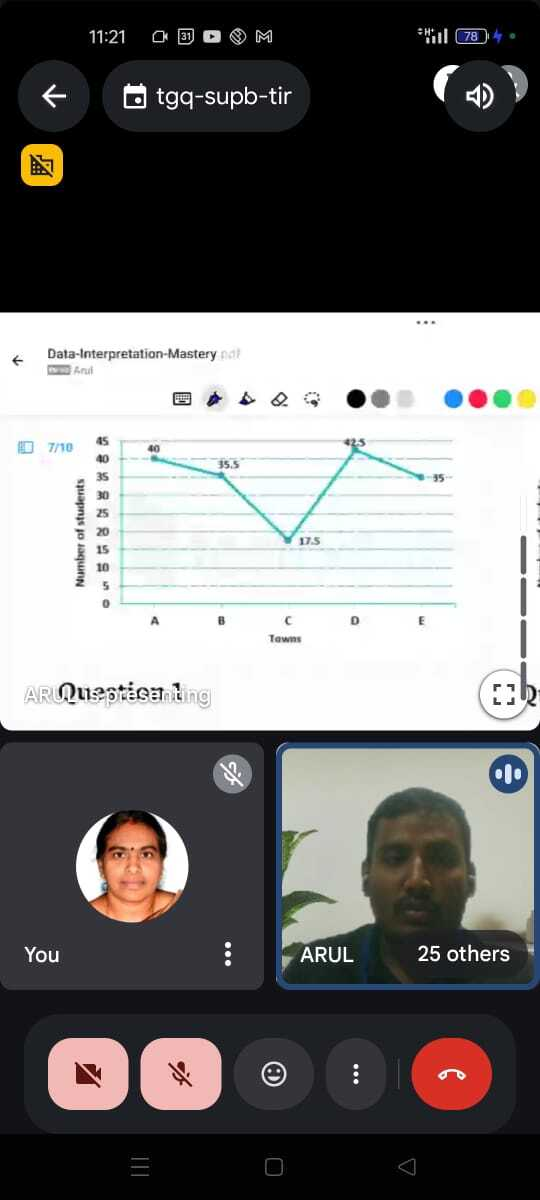 11:21
31
H+
78
tgq-supb-tir
Data-Interpretation-Mastery.pdf
Arul
7/10
45
40
35
30
25
20
15
10
5
0
Number of students
40
35.5
17.5
42.5
35
A B C D E
Towns
Question 1
ARUL is presenting
You
ARUL
25 others